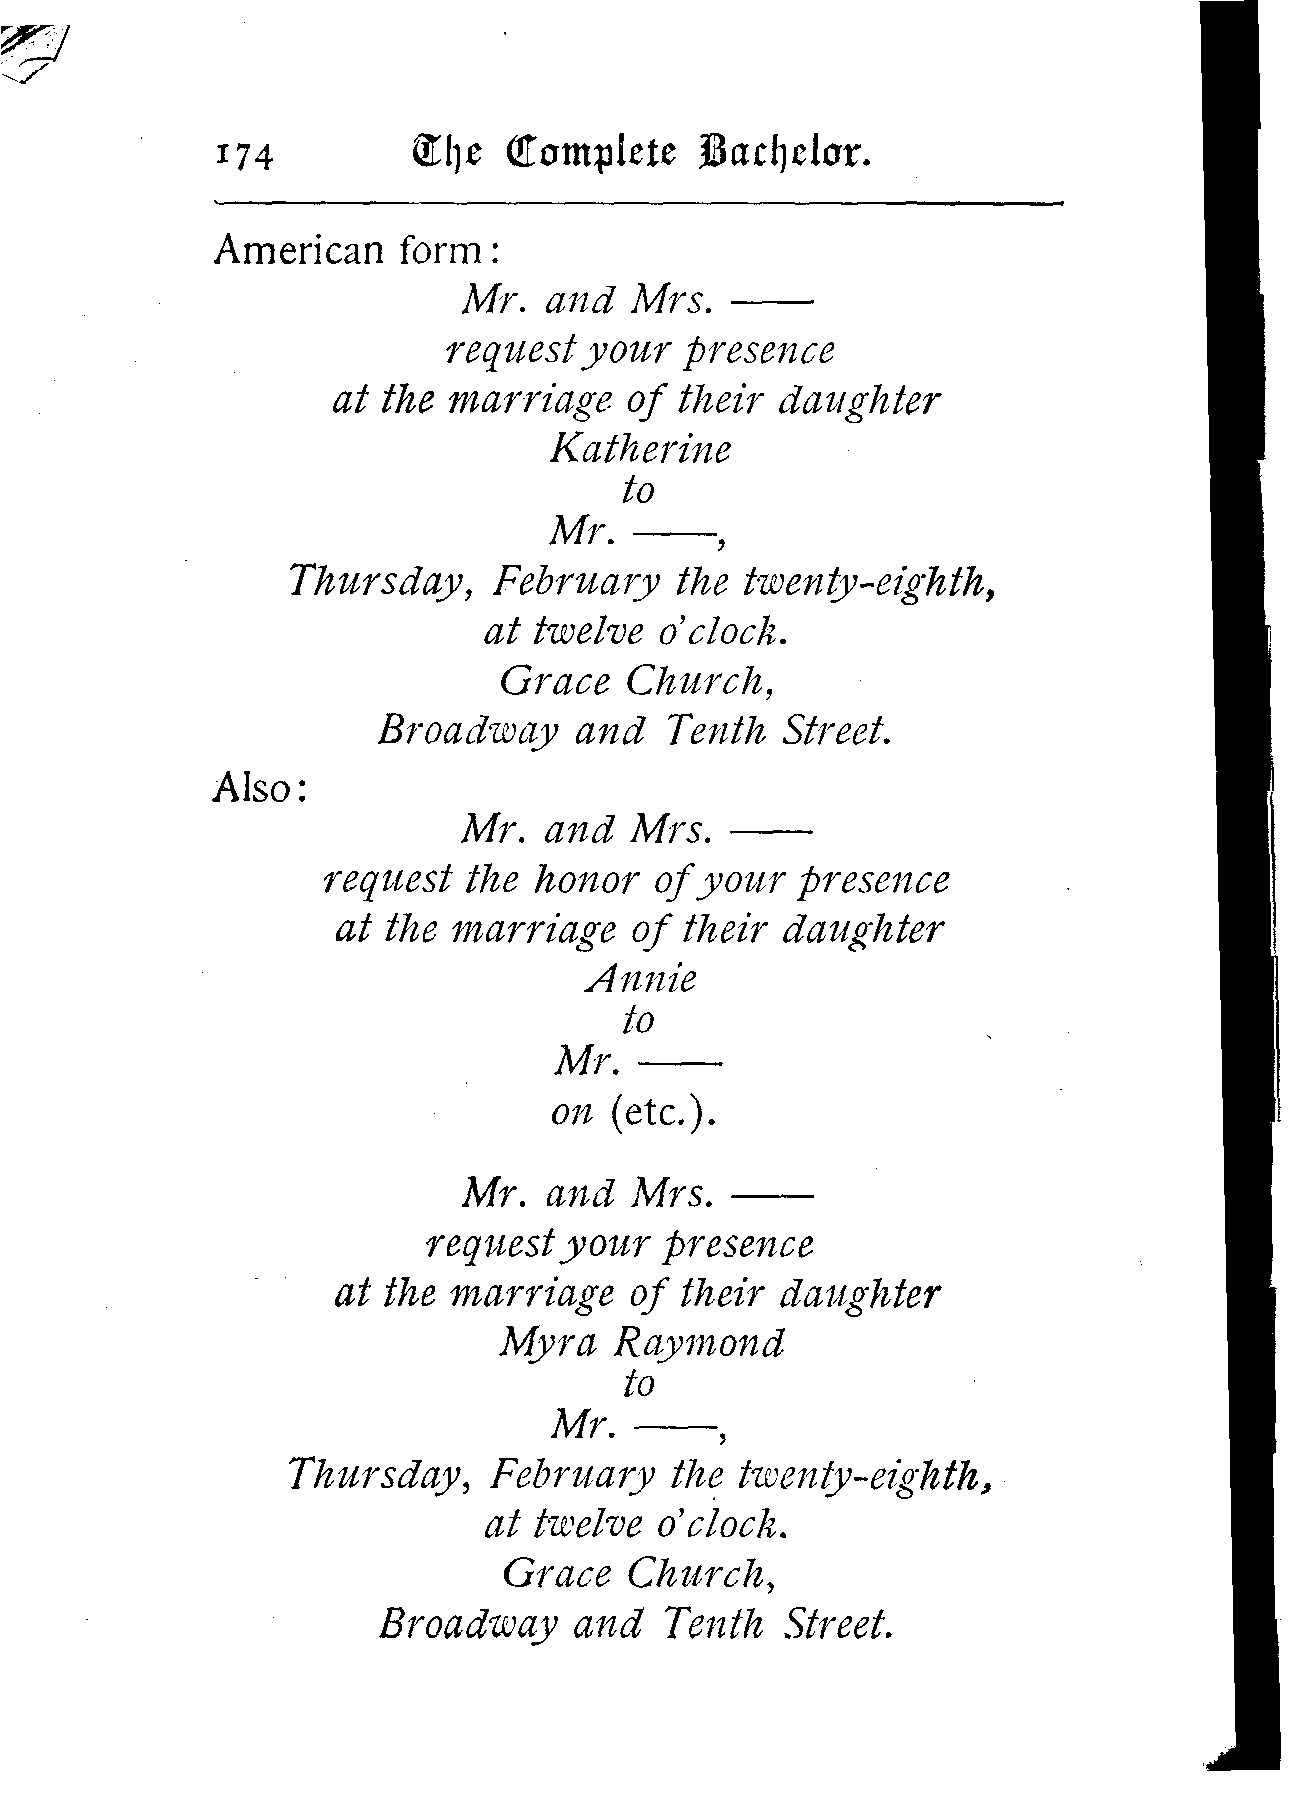 174 The Complete Bachelor.
American form:
Mr. and Mrs. ——
request your presence
at the marriage of their daughter
Katherine
to
Mr. ——,
Thursday, February the twenty-eighth,
at twelve o'clock.
Grace Church,
Broadway and Tenth Street.
Also:
Mr. and Mrs. ——
request the honor of your presence
at the marriage of their daughter
Annie
to
Mr. ——
on (etc.).
Mr. and Mrs. ——
request your presence
at the marriage of their daughter
Myra Raymond
to
Mr. ——,
Thursday, February the twenty-eighth,
at twelve o'clock.
Grace Church,
Broadway and Tenth Street.